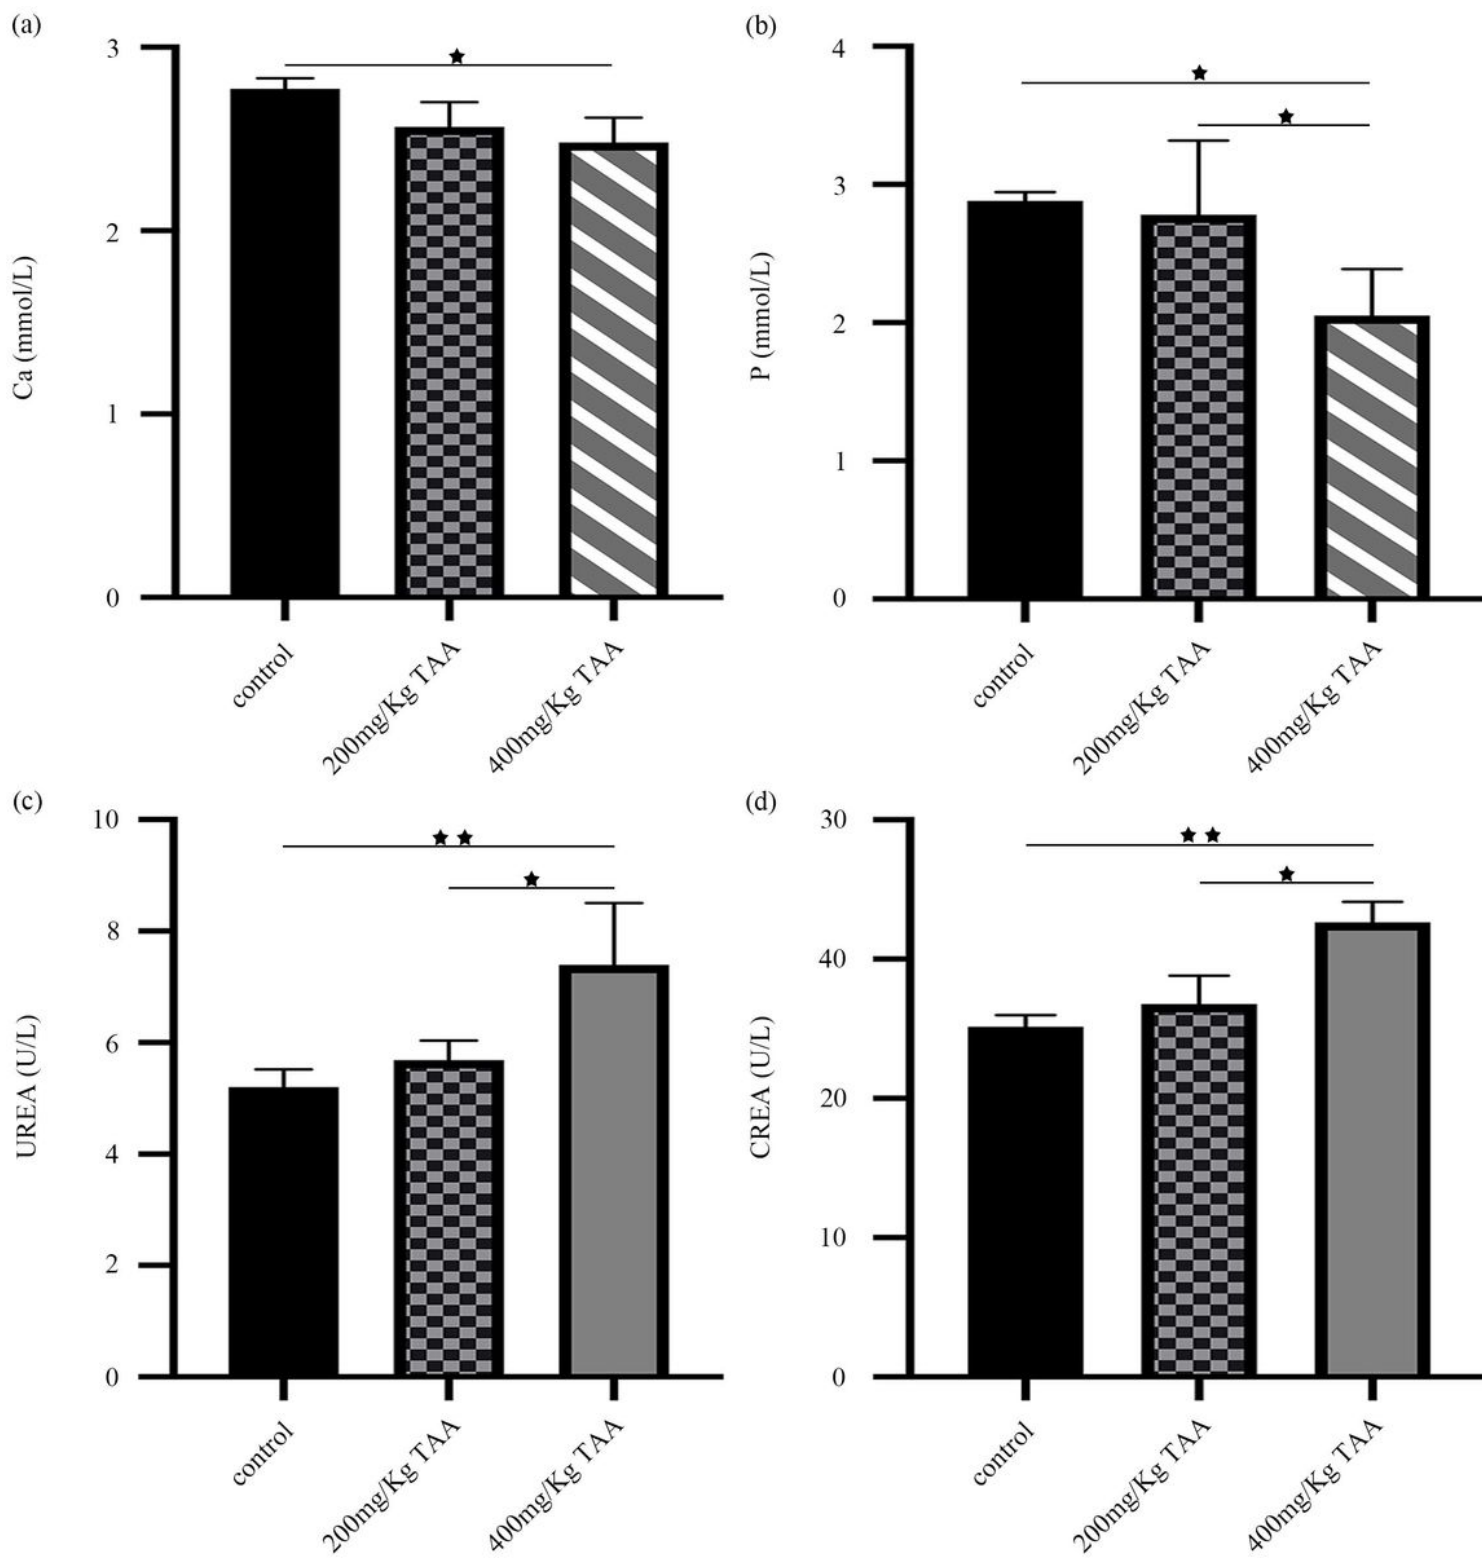 (a)
3
2
1
0
Ca (mmol/L)
control
200mg/Kg TAA
400mg/Kg TAA
(b)
4
3
2
1
0
P (mmol/L)
control
200mg/Kg TAA
400mg/Kg TAA
(c)
10
8
6
4
2
0
UREA (U/L)
control
200mg/Kg TAA
400mg/Kg TAA
(d)
30
40
20
10
0
CREA (U/L)
control
200mg/Kg TAA
400mg/Kg TAA